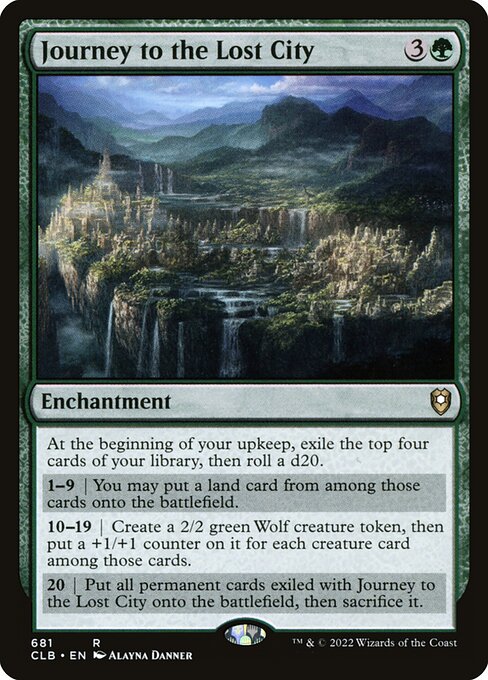 Journey to the Lost City 3
Enchantment
At the beginning of your upkeep, exile the top four
cards of your library, then roll a d20.
1–9 | You may put a land card from among those
cards onto the battlefield.
10–19 | Create a 2/2 green Wolf creature token, then
put a +1/+1 counter on it for each creature card
among those cards.
20 | Put all permanent cards exiled with Journey to
the Lost City onto the battlefield, then sacrifice it.
681 R ™ & © 2022 Wizards of the Coast
CLB • EN Alayna Danner